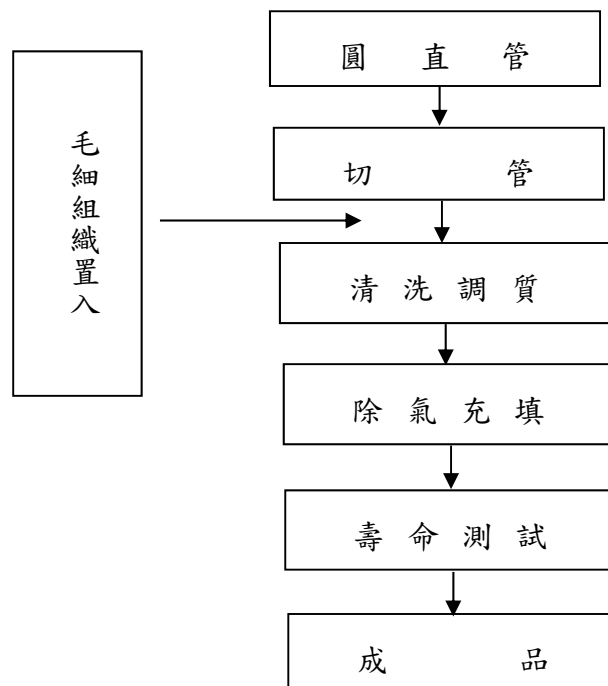 圓直管
毛細組織置入
切管
清洗調質
除氣充填
壽命測試
成品